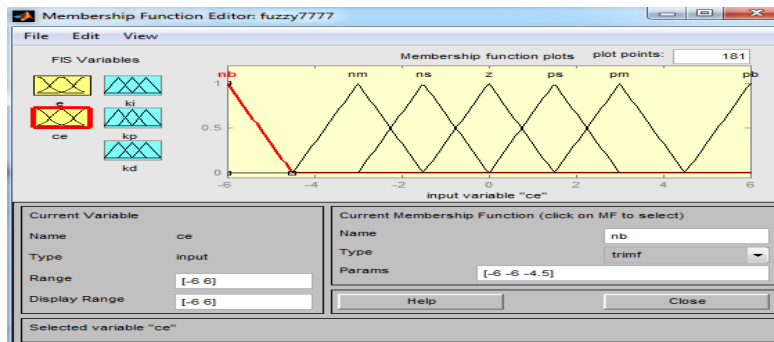 Membership Function Editor: fuzzy7777
File Edit View
FIS Variables
Membership function plots plot points: 181
e
ki
ce
kp
kd
nb nm ns z ps pm pb
1
0.5
0
-6 -4 -2 0 2 4 6
input variable "ce"
Current Variable
Name ce
Type input
Range [-6 6]
Display Range [-6 6]
Current Membership Function (click on MF to select)
Name nb
Type trimf
Params [-6 -6 -4.5]
Help Close
Selected variable "ce"